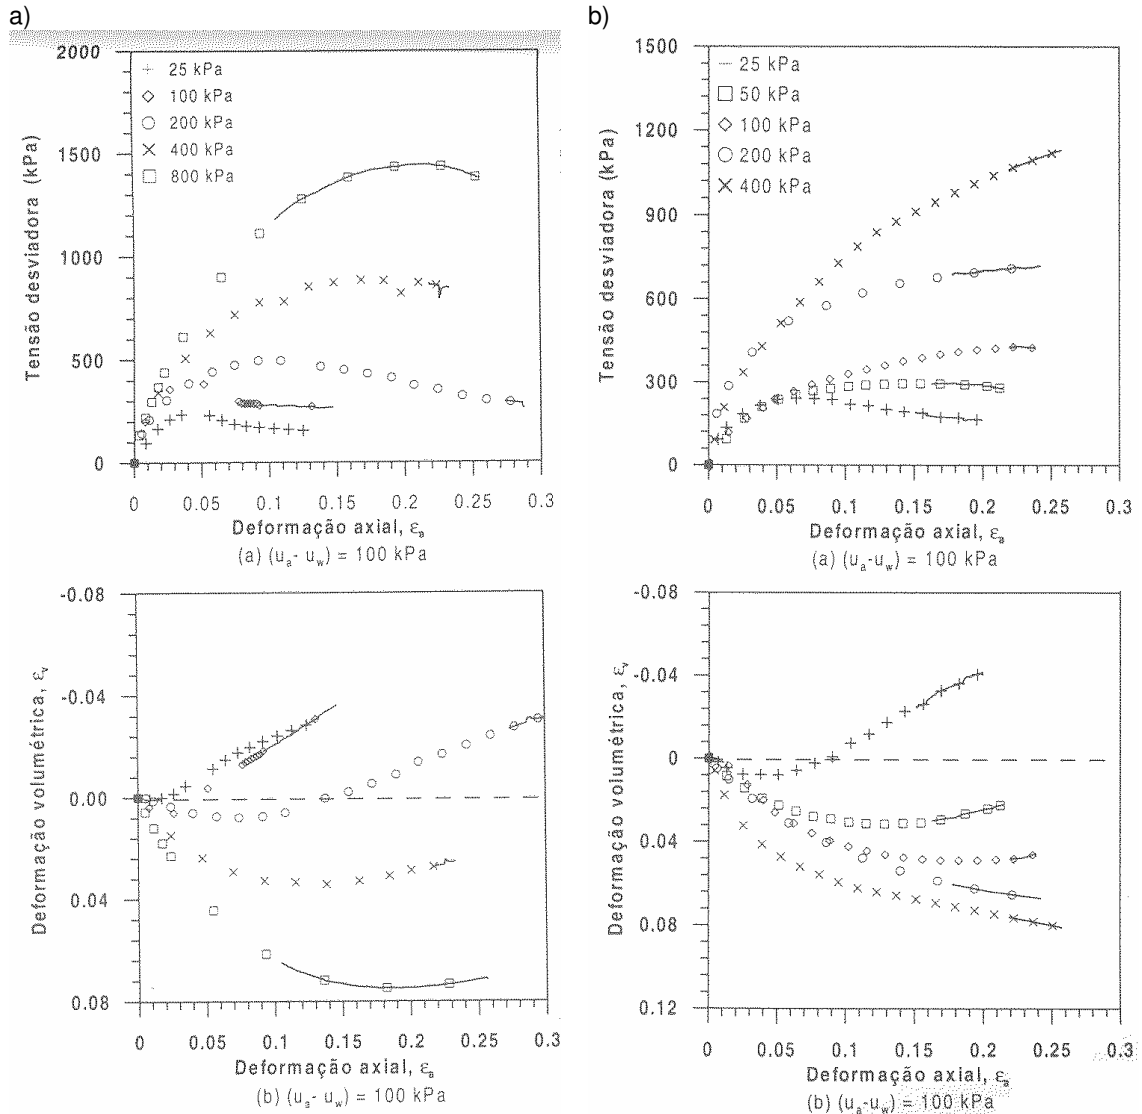 a)
2000
1500
1000
500
0
Tensão desviadora (kPa)
25 kPa
100 kPa
200 kPa
400 kPa
800 kPa
0 0.05 0.1 0.15 0.2 0.25 0.3
Deformação axial, εa
(a) (ua- uw) = 100 kPa
-0.08
-0.04
0.00
0.04
0.08
Deformação volumétrica, εv
0 0.05 0.1 0.15 0.2 0.25 0.3
Deformação axial, εa
(b) (ua- uw) = 100 kPa
b)
1500
1200
900
600
300
0
Tensão desviadora (kPa)
25 kPa
50 kPa
100 kPa
200 kPa
400 kPa
0 0.05 0.1 0.15 0.2 0.25 0.3
Deformação axial, εa
(a) (ua-uw) = 100 kPa
-0.08
-0.04
0
0.04
0.08
0.12
Deformação volumétrica, εv
0 0.05 0.1 0.15 0.2 0.25 0.3
Deformação axial, εa
(b) (ua-uw) = 100 kPa